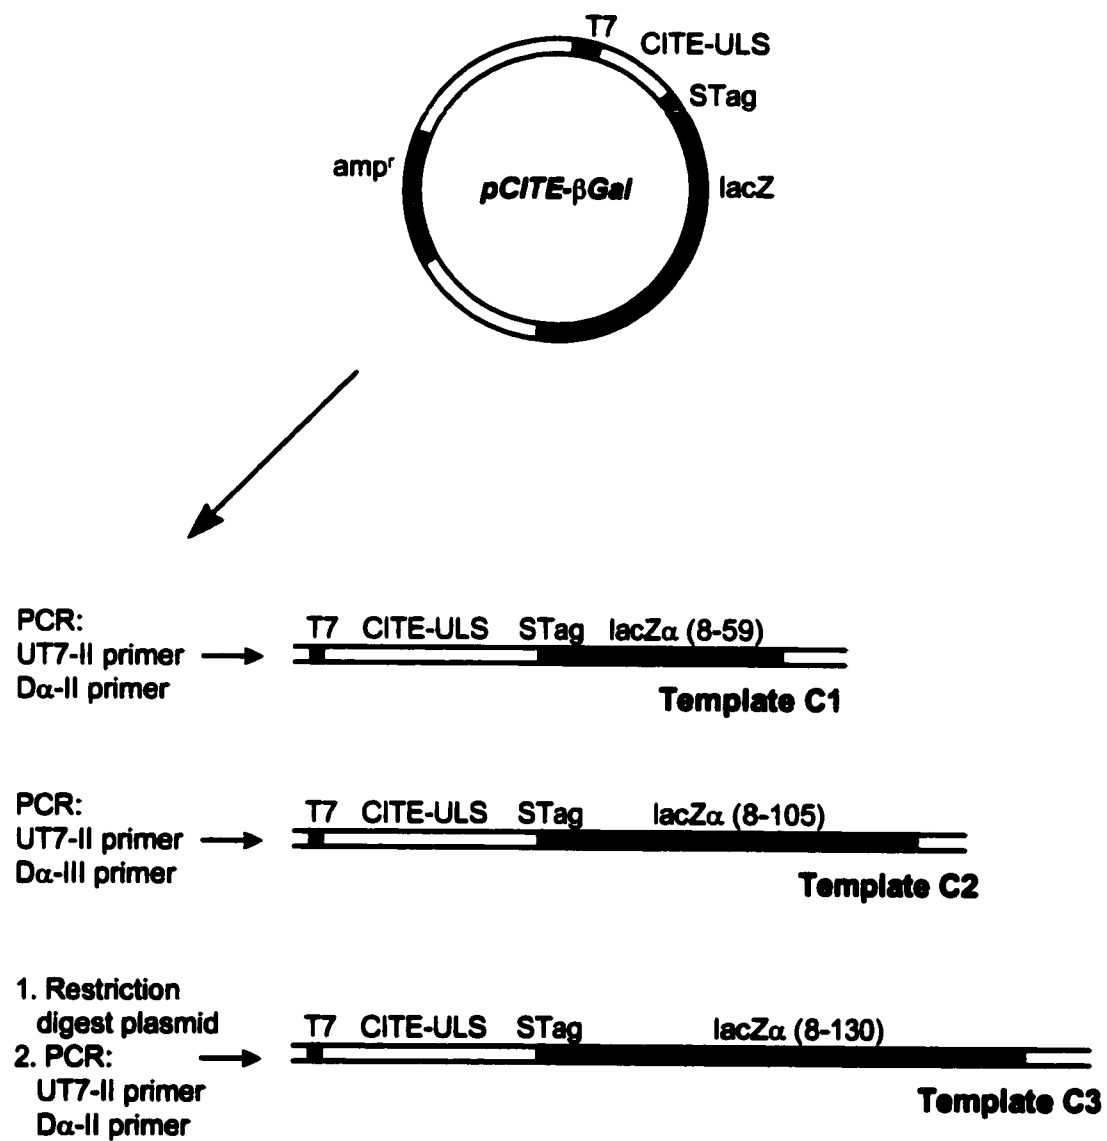 T7
CITE-ULS
STag
ampʳ
pCITE-βGal
lacZ
PCR:
UT7-II primer
Dα-II primer
T7 CITE-ULS STag lacZα (8-59)
Template C1
PCR:
UT7-II primer
Dα-III primer
T7 CITE-ULS STag lacZα (8-105)
Template C2
1. Restriction
digest plasmid
2. PCR:
UT7-II primer
Dα-II primer
T7 CITE-ULS STag lacZα (8-130)
Template C3